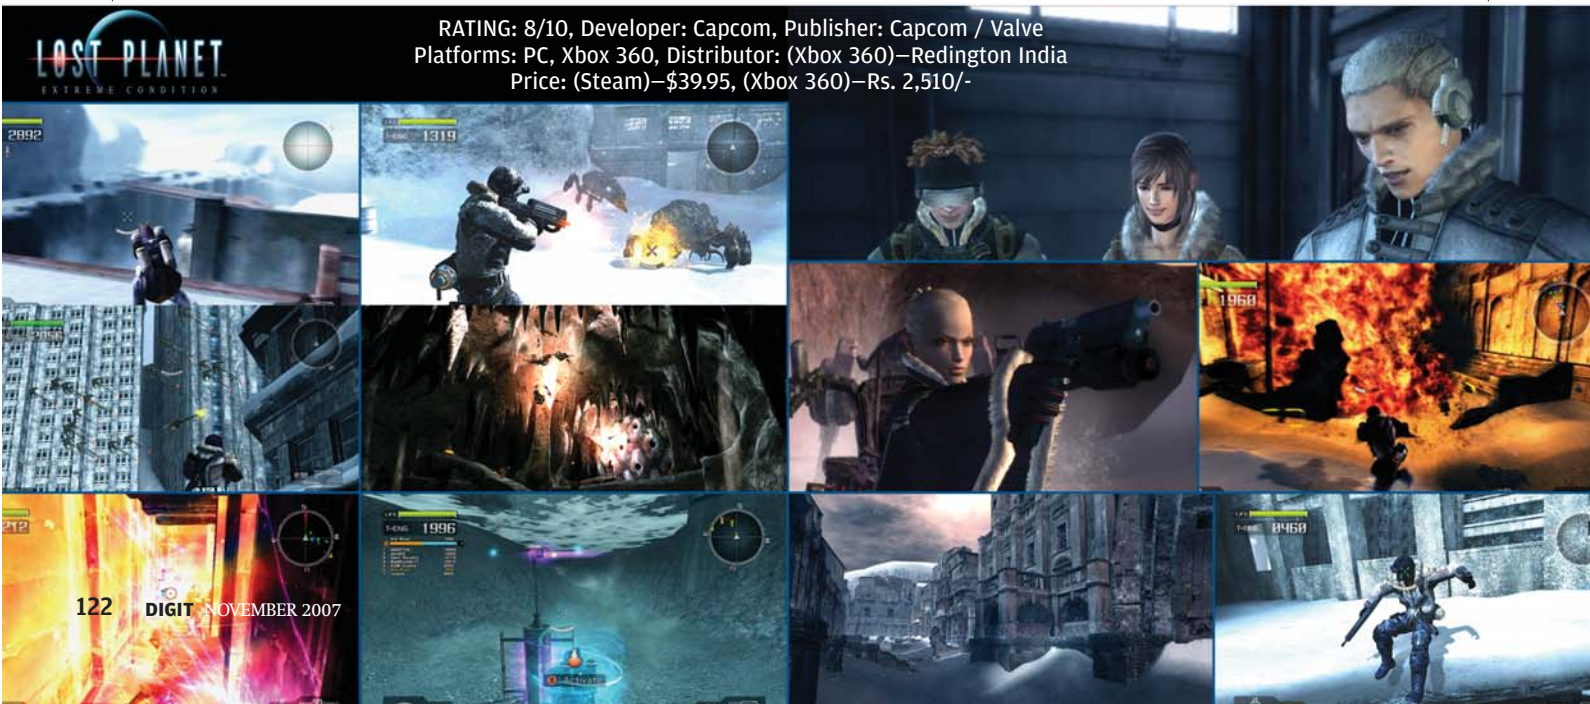 LOST PLANET
EXTREME CONDITION
RATING: 8/10, Developer: Capcom, Publisher: Capcom / Valve
Platforms: PC, Xbox 360, Distributor: (Xbox 360)—Redington India
Price: (Steam)—$39.95, (Xbox 360)—Rs. 2,510/-
2892
1319
1960
212
1996
Activate
0460
122 DIGIT NOVEMBER 2007